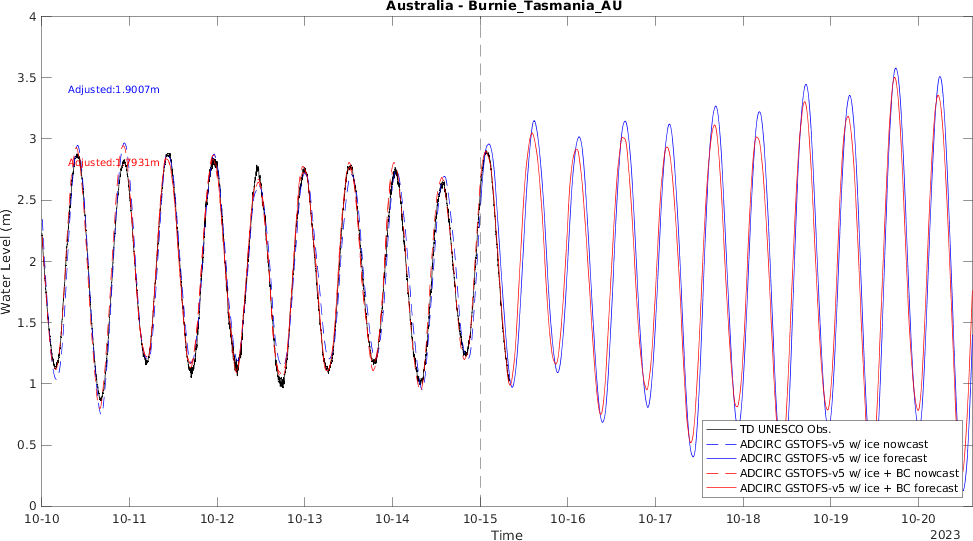 Australia - Burnie_Tasmania_AU
4
3.5
3
2.5
2
1.5
1
0.5
0
Water Level (m)
Adjusted:1.9007m
Adjusted:1.7931m
TD UNESCO Obs.
ADCIRC GSTOFS-v5 w/ ice nowcast
ADCIRC GSTOFS-v5 w/ ice forecast
ADCIRC GSTOFS-v5 w/ ice + BC nowcast
ADCIRC GSTOFS-v5 w/ ice + BC forecast
10-10 10-11 10-12 10-13 10-14 10-15 10-16 10-17 10-18 10-19 10-20
2023
Time